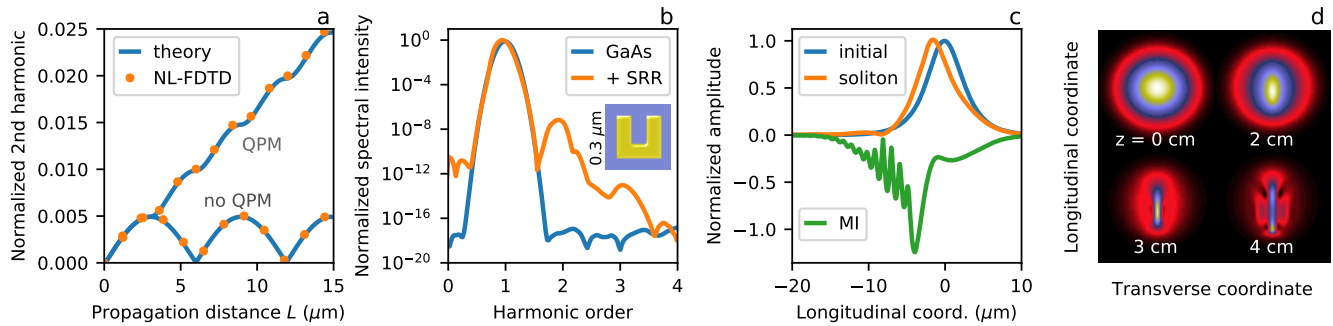 a
Normalized 2nd harmonic
0.025
0.020
0.015
0.010
0.005
0.000
theory
NL-FDTD
QPM
no QPM
0 5 10 15
Propagation distance L (μm)
b
Normalized spectral intensity
10⁰
10⁻⁴
10⁻⁸
10⁻¹²
10⁻¹⁶
10⁻²⁰
GaAs
+ SRR
0.3 μm
0 1 2 3 4
Harmonic order
c
Normalized amplitude
1.0
0.5
0.0
−0.5
−1.0
initial
soliton
MI
−20 −10 0 10
Longitudinal coord. (μm)
d
Longitudinal coordinate
z = 0 cm 2 cm
3 cm 4 cm
Transverse coordinate